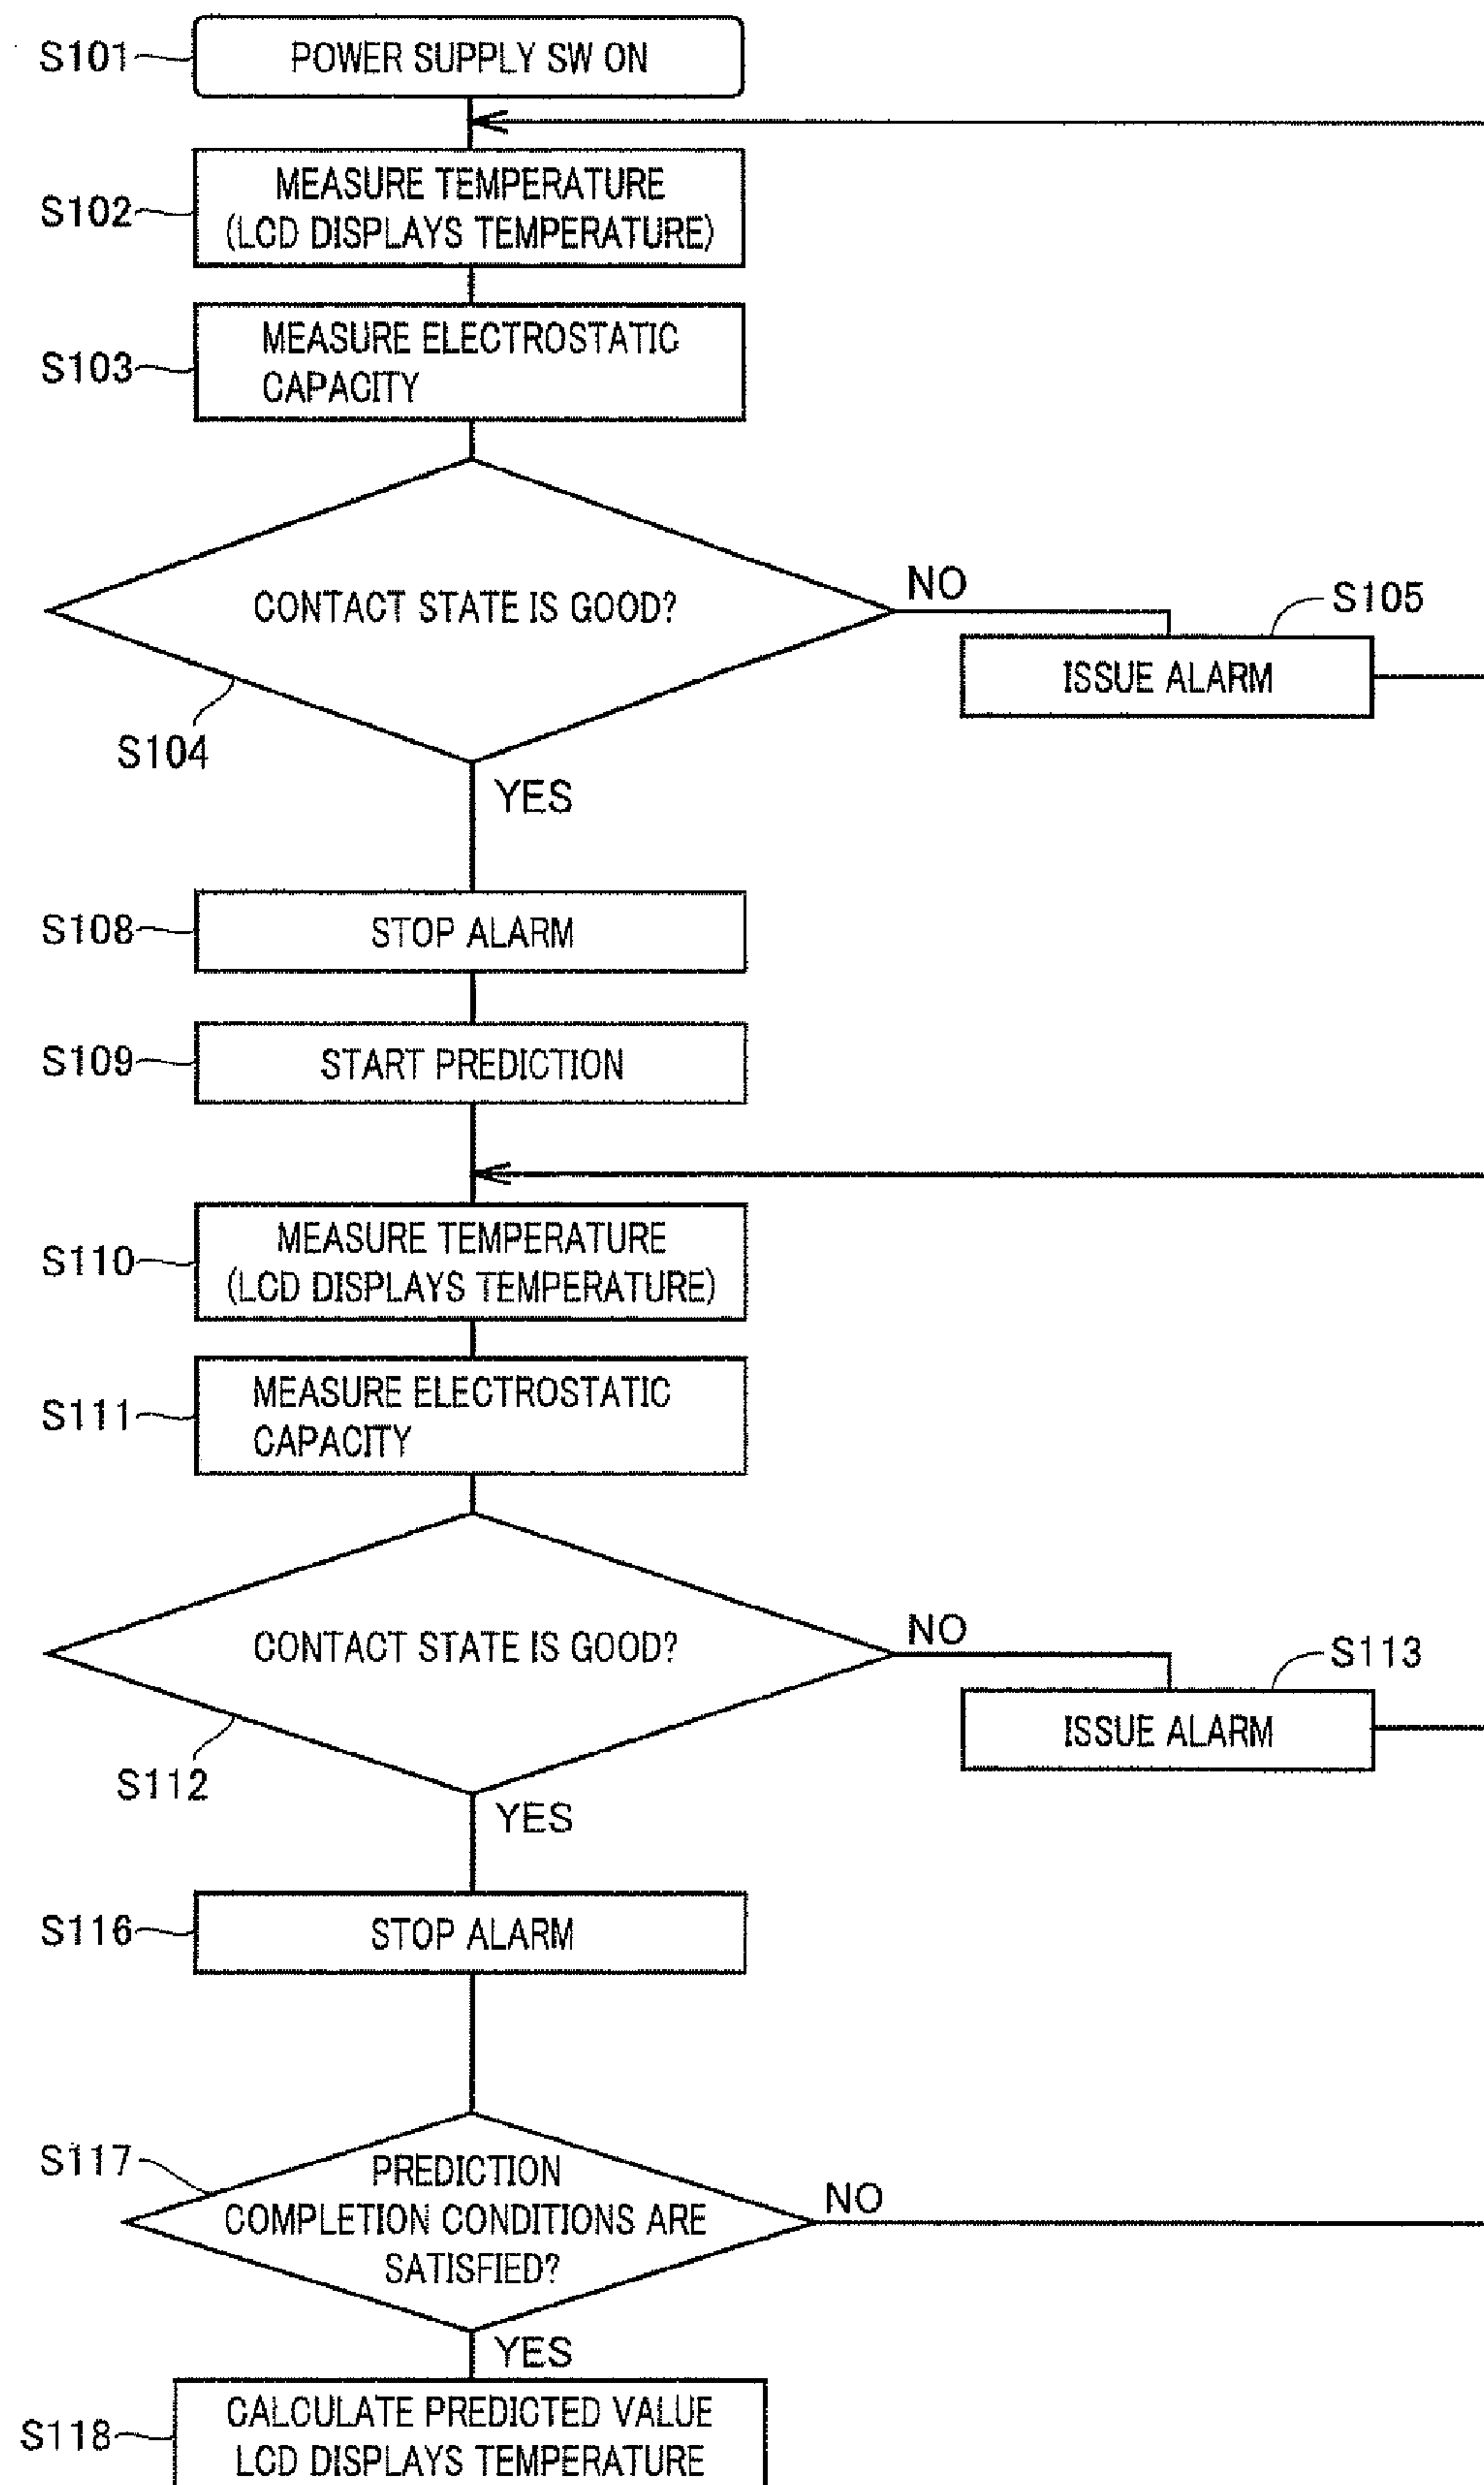 S101
POWER SUPPLY SW ON
S102
MEASURE TEMPERATURE
(LCD DISPLAYS TEMPERATURE)
S103
MEASURE ELECTROSTATIC
CAPACITY
CONTACT STATE IS GOOD?
NO
S105
ISSUE ALARM
S104
YES
S108
STOP ALARM
S109
START PREDICTION
S110
MEASURE TEMPERATURE
(LCD DISPLAYS TEMPERATURE)
S111
MEASURE ELECTROSTATIC
CAPACITY
CONTACT STATE IS GOOD?
NO
S113
ISSUE ALARM
S112
YES
S116
STOP ALARM
S117
PREDICTION
COMPLETION CONDITIONS ARE
SATISFIED?
NO
YES
S118
CALCULATE PREDICTED VALUE
LCD DISPLAYS TEMPERATURE